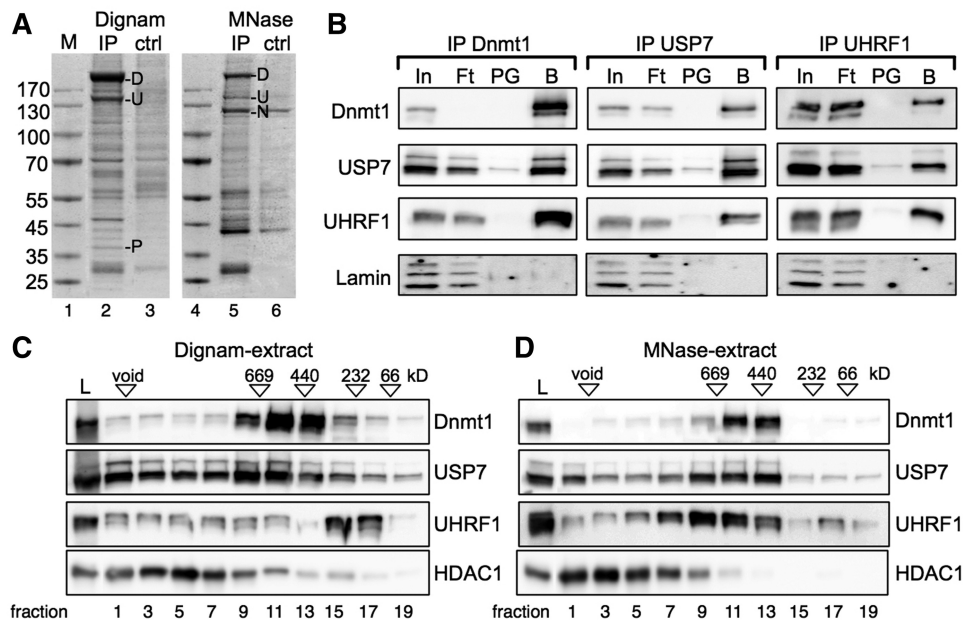 A
Dignam
MNase
M IP ctrl
IP ctrl
170
130
100
70
55
45
35
25
-D
-U
-P
-D
-U
-N
1 2 3 4 5 6
B
IP Dnmt1 IP USP7 IP UHRF1
In Ft PG B In Ft PG B In Ft PG B
Dnmt1
USP7
UHRF1
Lamin
C
Dignam-extract
L void 669 440 232 66 kD
Dnmt1
USP7
UHRF1
HDAC1
fraction 1 3 5 7 9 11 13 15 17 19
D
MNase-extract
L void 669 440 232 66 kD
Dnmt1
USP7
UHRF1
HDAC1
fraction 1 3 5 7 9 11 13 15 17 19